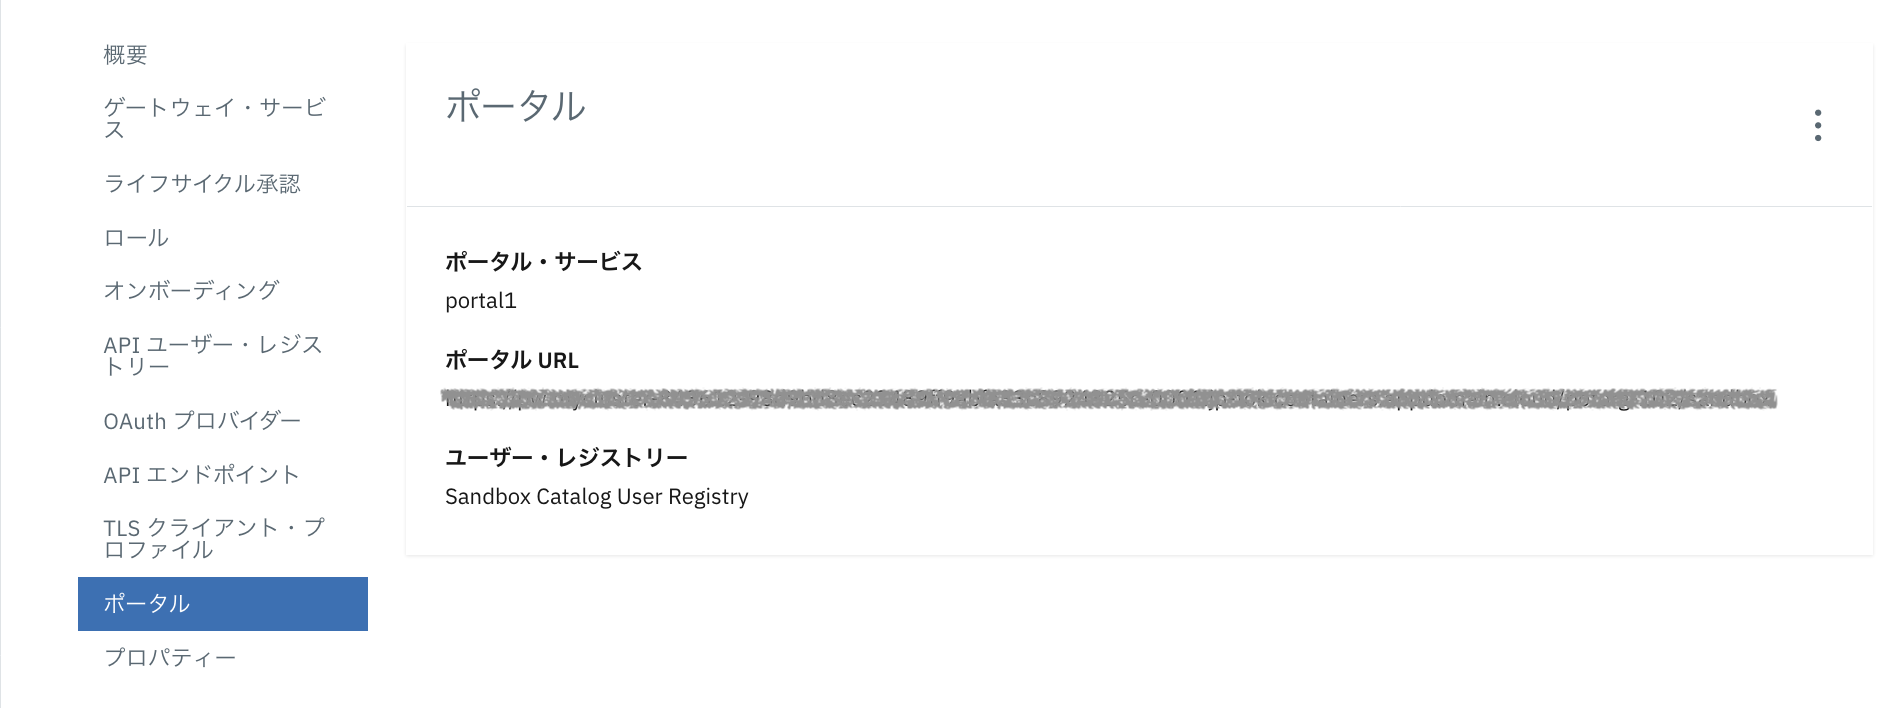 概要
ゲートウェイ・サービ
ス
ライフサイクル承認
ロール
オンボーディング
API ユーザー・レジス
トリー
OAuth プロバイダー
API エンドポイント
TLS クライアント・プ
ロファイル
ポータル
プロパティー
ポータル
ポータル・サービス
portal1
ポータル URL
ユーザー・レジストリー
Sandbox Catalog User Registry